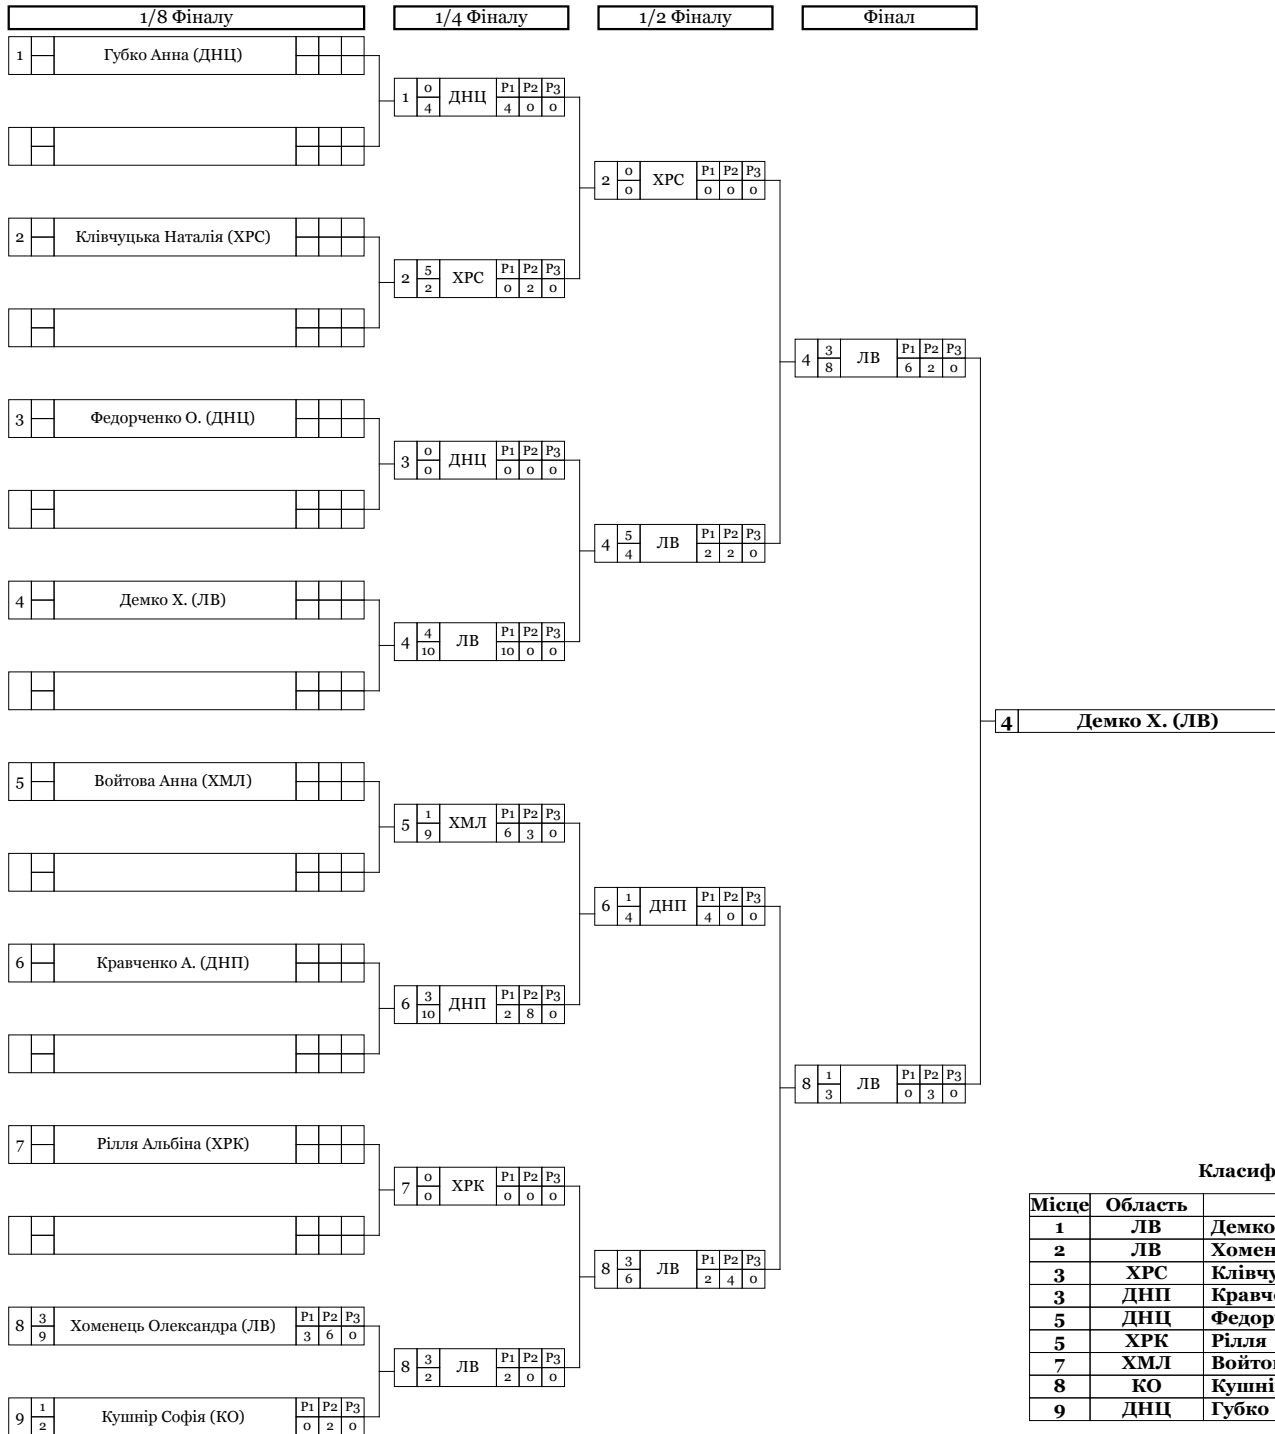 1/8 Фіналу 1/4 Фіналу 1/2 Фіналу Фінал
1 Губко Анна (ДНЦ)
1 0 4 ДНЦ P1 P2 P3 4 0 0
2 0 0 ХРС P1 P2 P3 0 0 0
2 Клівчуцька Наталія (ХРС)
2 5 2 ХРС P1 P2 P3 0 2 0
4 3 8 ЛВ P1 P2 P3 6 2 0
3 Федорченко О. (ДНЦ)
3 0 0 ДНЦ P1 P2 P3 0 0 0
4 5 4 ЛВ P1 P2 P3 2 2 0
4 Демко Х. (ЛВ)
4 4 10 ЛВ P1 P2 P3 10 0 0
4 Демко Х. (ЛВ)
5 Войтова Анна (ХМЛ)
5 1 9 ХМЛ P1 P2 P3 6 3 0
6 1 4 ДНП P1 P2 P3 4 0 0
6 Кравченко А. (ДНП)
6 3 10 ДНП P1 P2 P3 2 8 0
8 1 3 ЛВ P1 P2 P3 0 3 0
7 Рілля Альбіна (ХРК)
7 0 0 ХРК P1 P2 P3 0 0 0
8 3 6 ЛВ P1 P2 P3 2 4 0
8 3 9 Хоменець Олександра (ЛВ) P1 P2 P3 3 6 0
8 3 2 ЛВ P1 P2 P3 2 0 0
9 1 2 Кушнір Софія (КО) P1 P2 P3 0 2 0
Класиф
Місце Область
1 ЛВ Демко
2 ЛВ Хомен
3 ХРС Клівчу
3 ДНП Кравч
5 ДНЦ Федор
5 ХРК Рілля
7 ХМЛ Войто
8 КО Кушні
9 ДНЦ Губко